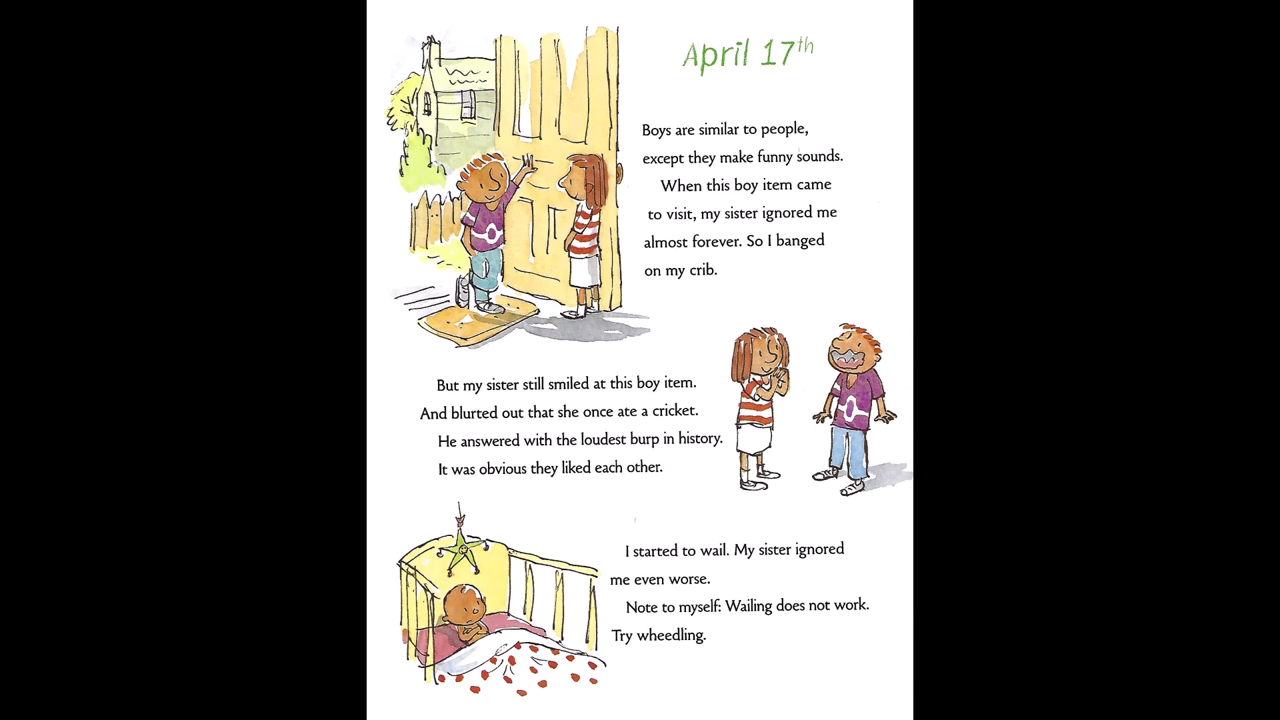 April 17th
Boys are similar to people,
except they make funny sounds.
When this boy item came
to visit, my sister ignored me
almost forever. So I banged
on my crib.
But my sister still smiled at this boy item.
And blurted out that she once ate a cricket.
He answered with the loudest burp in history.
It was obvious they liked each other.
I started to wail. My sister ignored
me even worse.
Note to myself: Wailing does not work.
Try wheedling.